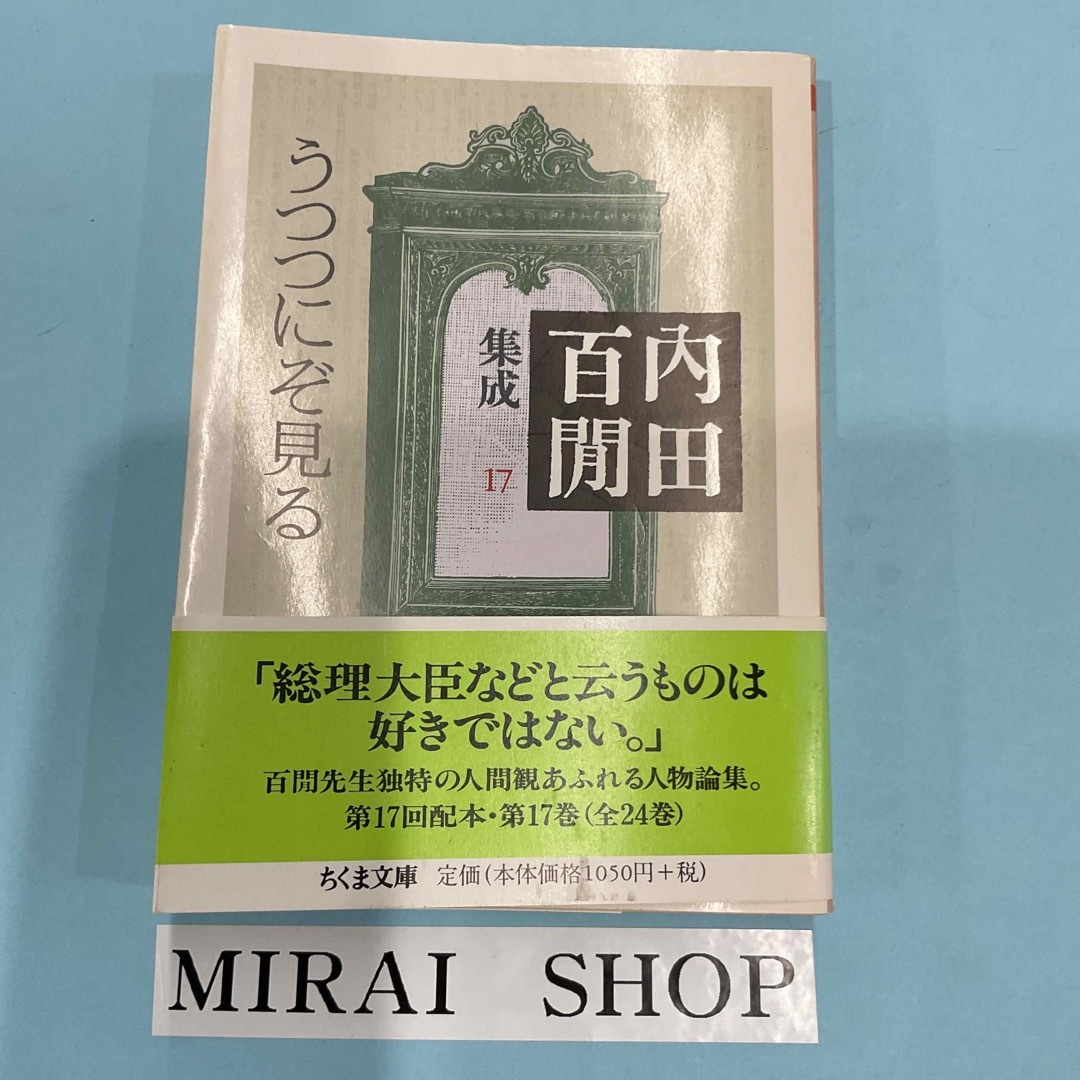 うつつにぞ見る
内田
百閒
集成
17
「総理大臣などと云うものは
好きではない。」
百閒先生独特の人間観あふれる人物論集。
第17回配本・第17巻（全24巻）
ちくま文庫 定価（本体価格1050円＋税）
MIRAI SHOP